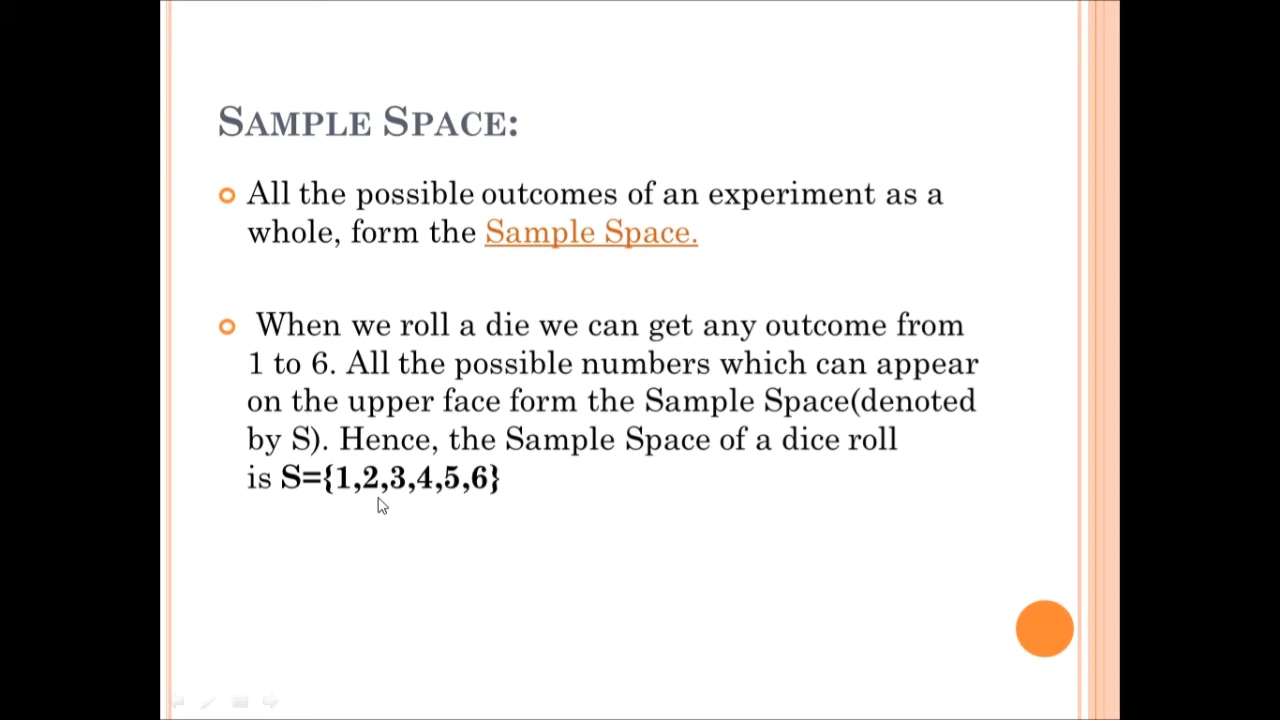 SAMPLE SPACE:
All the possible outcomes of an experiment as a
whole, form the Sample Space.
When we roll a die we can get any outcome from
1 to 6. All the possible numbers which can appear
on the upper face form the Sample Space(denoted
by S). Hence, the Sample Space of a dice roll
is S={1,2,3,4,5,6}